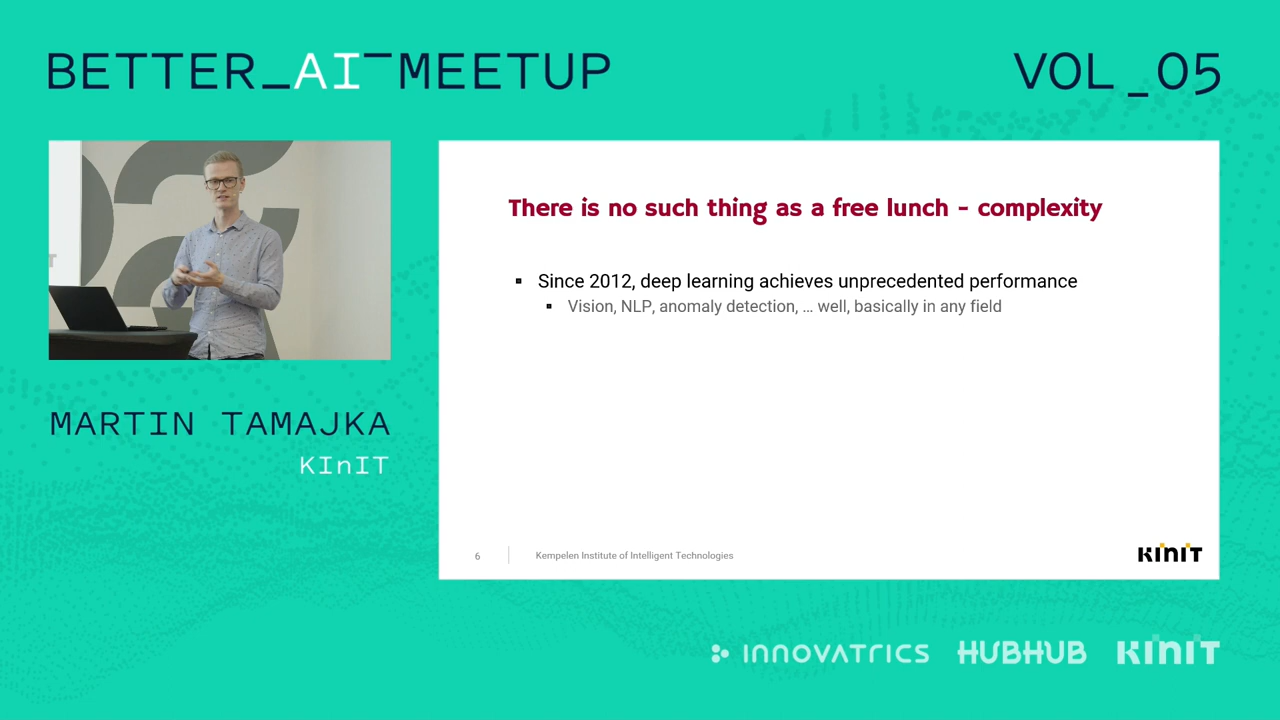 BETTER_AI¯MEETUP
VOL_05
MARTIN TAMAJKA
KInIT
There is no such thing as a free lunch - complexity
▪ Since 2012, deep learning achieves unprecedented performance
▪ Vision, NLP, anomaly detection, … well, basically in any field
6
Kempelen Institute of Intelligent Technologies
KInIT
INNOVATRICS
HUBHUB
KInIT